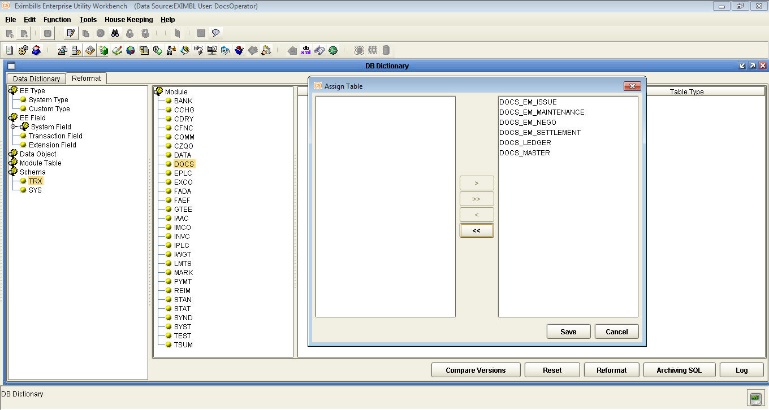 Eximbills Enterprise Utility Workbench (Data Source:EXIMBL User: DocsOperator)
File Edit Function Tools House Keeping Help
DB Dictionary
Data Dictionary Reformat
EE Type
System Type
Custom Type
EE Field
System Field
Transaction Field
Extension Field
Data Object
Module Table
Schema
TRX
SYS
Module
BANK
CCHG
CDRY
CFNC
COMM
CZQO
DATA
DOCS
EPLC
EXCO
FADA
FAEF
GTEE
IAAC
IMCO
INVC
IPLC
IWGT
LMTS
MARK
PYMT
REIM
STAN
STAT
SYND
SYST
TEST
TSUM
Table Type
Assign Table
>
>>
<
<<
DOCS_EM_ISSUE
DOCS_EM_MAINTENANCE
DOCS_EM_NEGO
DOCS_EM_SETTLEMENT
DOCS_LEDGER
DOCS_MASTER
Save Cancel
Compare Versions Reset Reformat Archiving SQL Log
DB Dictionary